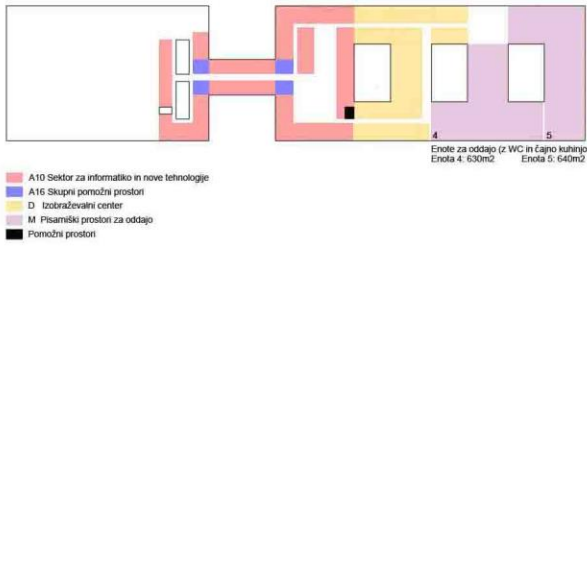 4
5
Enote za oddajo (z WC in čajno kuhinjo
Enota 4: 630m2 Enota 5: 640m2
A10 Sektor za informatiko in nove tehnologije
A16 Skupni pomožni prostori
D Izobraževalni center
M Pisarniški prostori za oddajo
Pomožni prostori